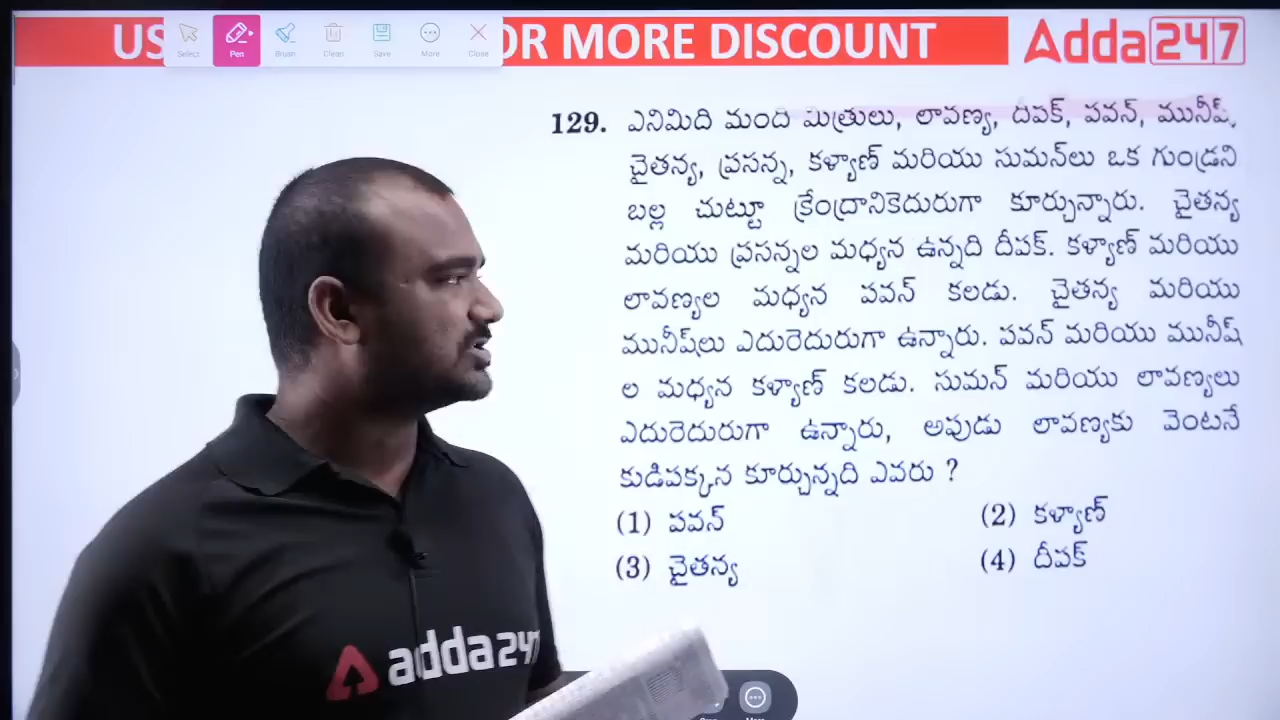 US
OR MORE DISCOUNT
Adda247
Select Pen Brush Clean Save More Close
129. ఎనిమిది మంది మిత్రులు, లావణ్య, దీపక్, పవన్, మునీష్,
చైతన్య, ప్రసన్న, కళ్యాణ్ మరియు సుమన్‌లు ఒక గుండ్రని
బల్ల చుట్టూ క్రేంద్రానికెదురుగా కూర్చున్నారు. చైతన్య
మరియు ప్రసన్నల మధ్యన ఉన్నది దీపక్. కళ్యాణ్ మరియు
లావణ్యల మధ్యన పవన్ కలడు. చైతన్య మరియు
మునీష్‌లు ఎదురెదురుగా ఉన్నారు. పవన్ మరియు మునీష్
ల మధ్యన కళ్యాణ్ కలడు. సుమన్ మరియు లావణ్యలు
ఎదురెదురుగా ఉన్నారు, అపుడు లావణ్యకు వెంటనే
కుడిపక్కన కూర్చున్నది ఎవరు ?
(1) పవన్ (2) కళ్యాణ్
(3) చైతన్య (4) దీపక్
adda247